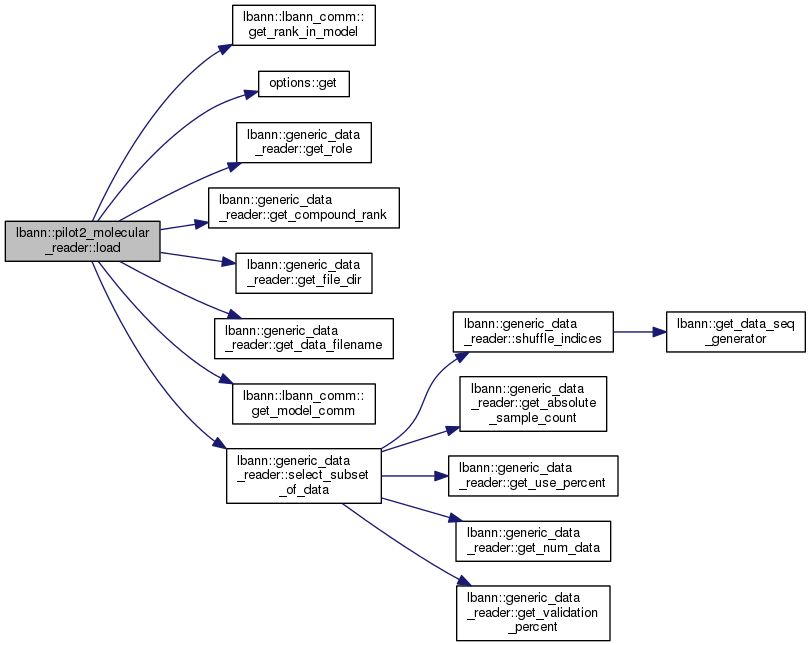 lbann::lbann_comm::
get_rank_in_model
options::get
lbann::generic_data
_reader::get_role
lbann::generic_data
_reader::get_compound_rank
lbann::pilot2_molecular
_reader::load
lbann::generic_data
_reader::get_file_dir
lbann::generic_data
_reader::get_data_filename
lbann::lbann_comm::
get_model_comm
lbann::generic_data
_reader::select_subset
_of_data
lbann::generic_data
_reader::shuffle_indices
lbann::get_data_seq
_generator
lbann::generic_data
_reader::get_absolute
_sample_count
lbann::generic_data
_reader::get_use_percent
lbann::generic_data
_reader::get_num_data
lbann::generic_data
_reader::get_validation
_percent